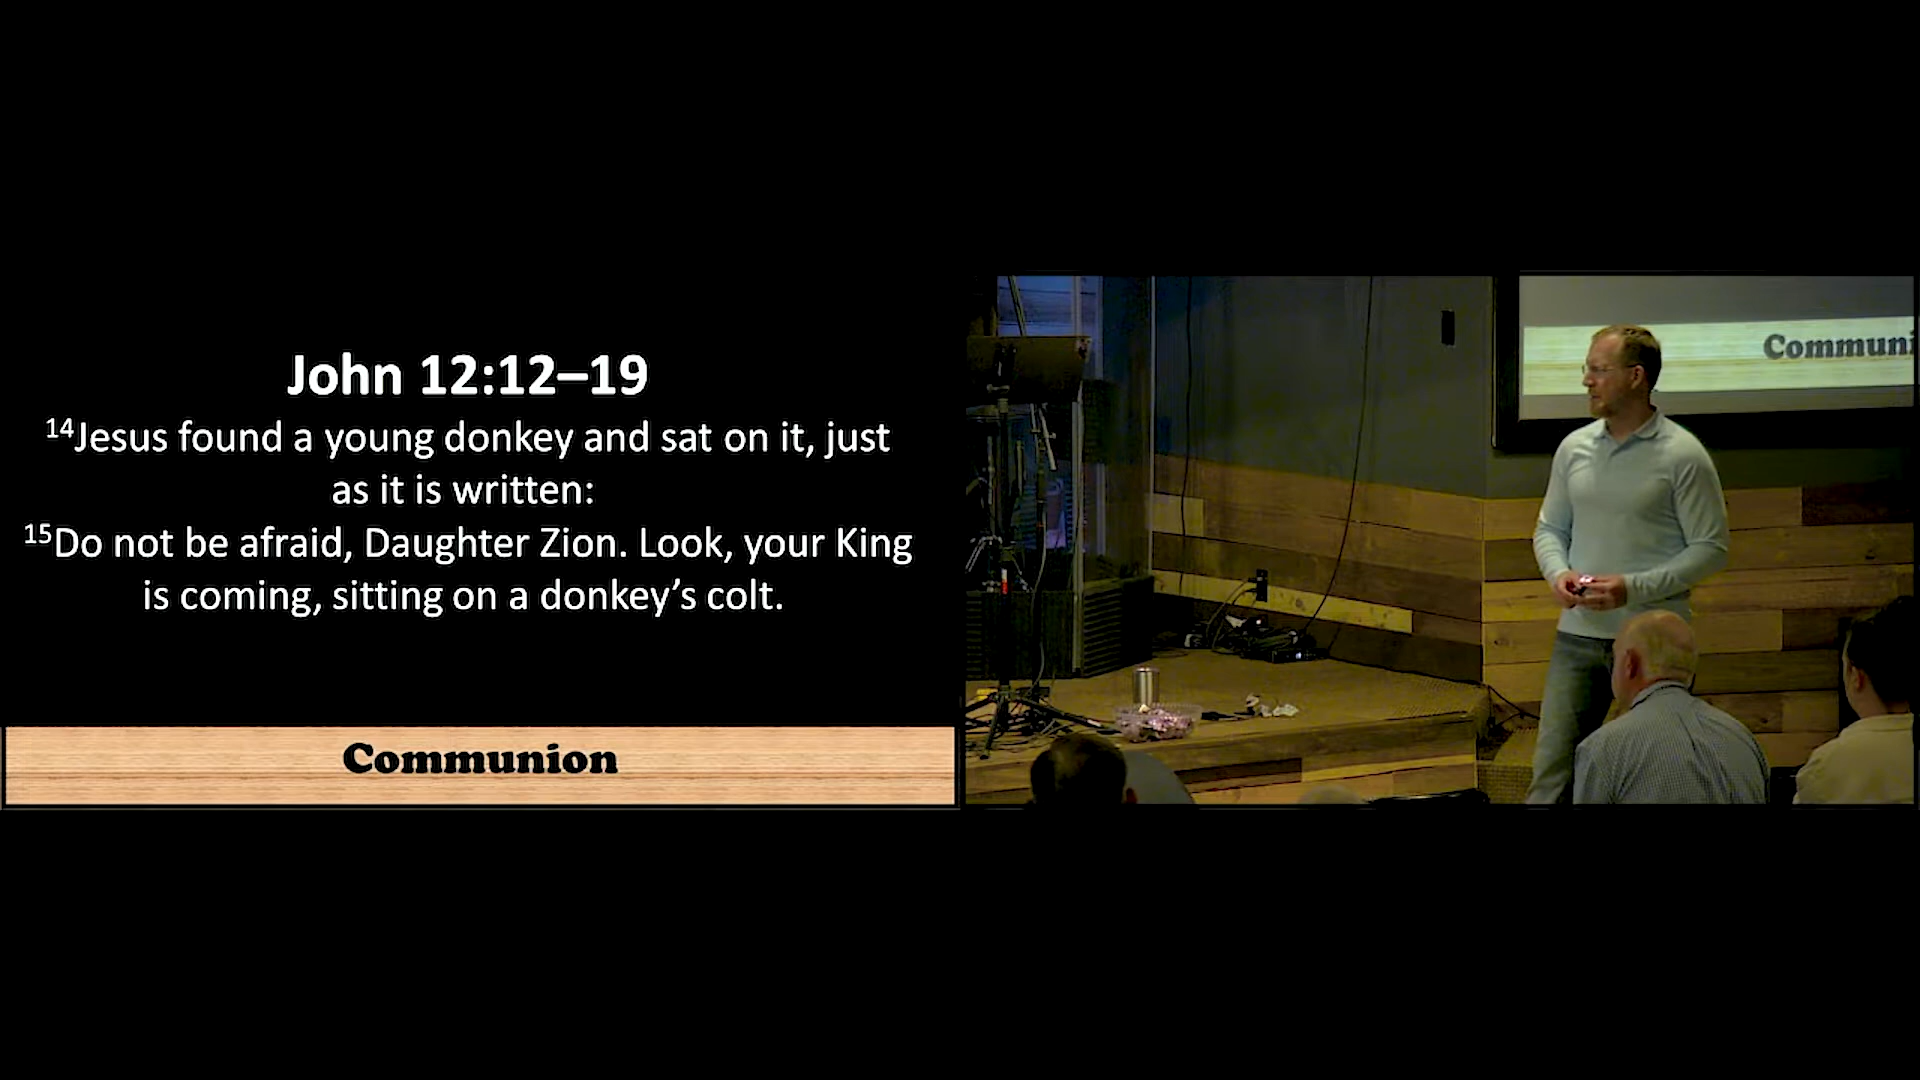 John 12:12–19
14Jesus found a young donkey and sat on it, just
as it is written:
15Do not be afraid, Daughter Zion. Look, your King
is coming, sitting on a donkey’s colt.
Communion
Communi